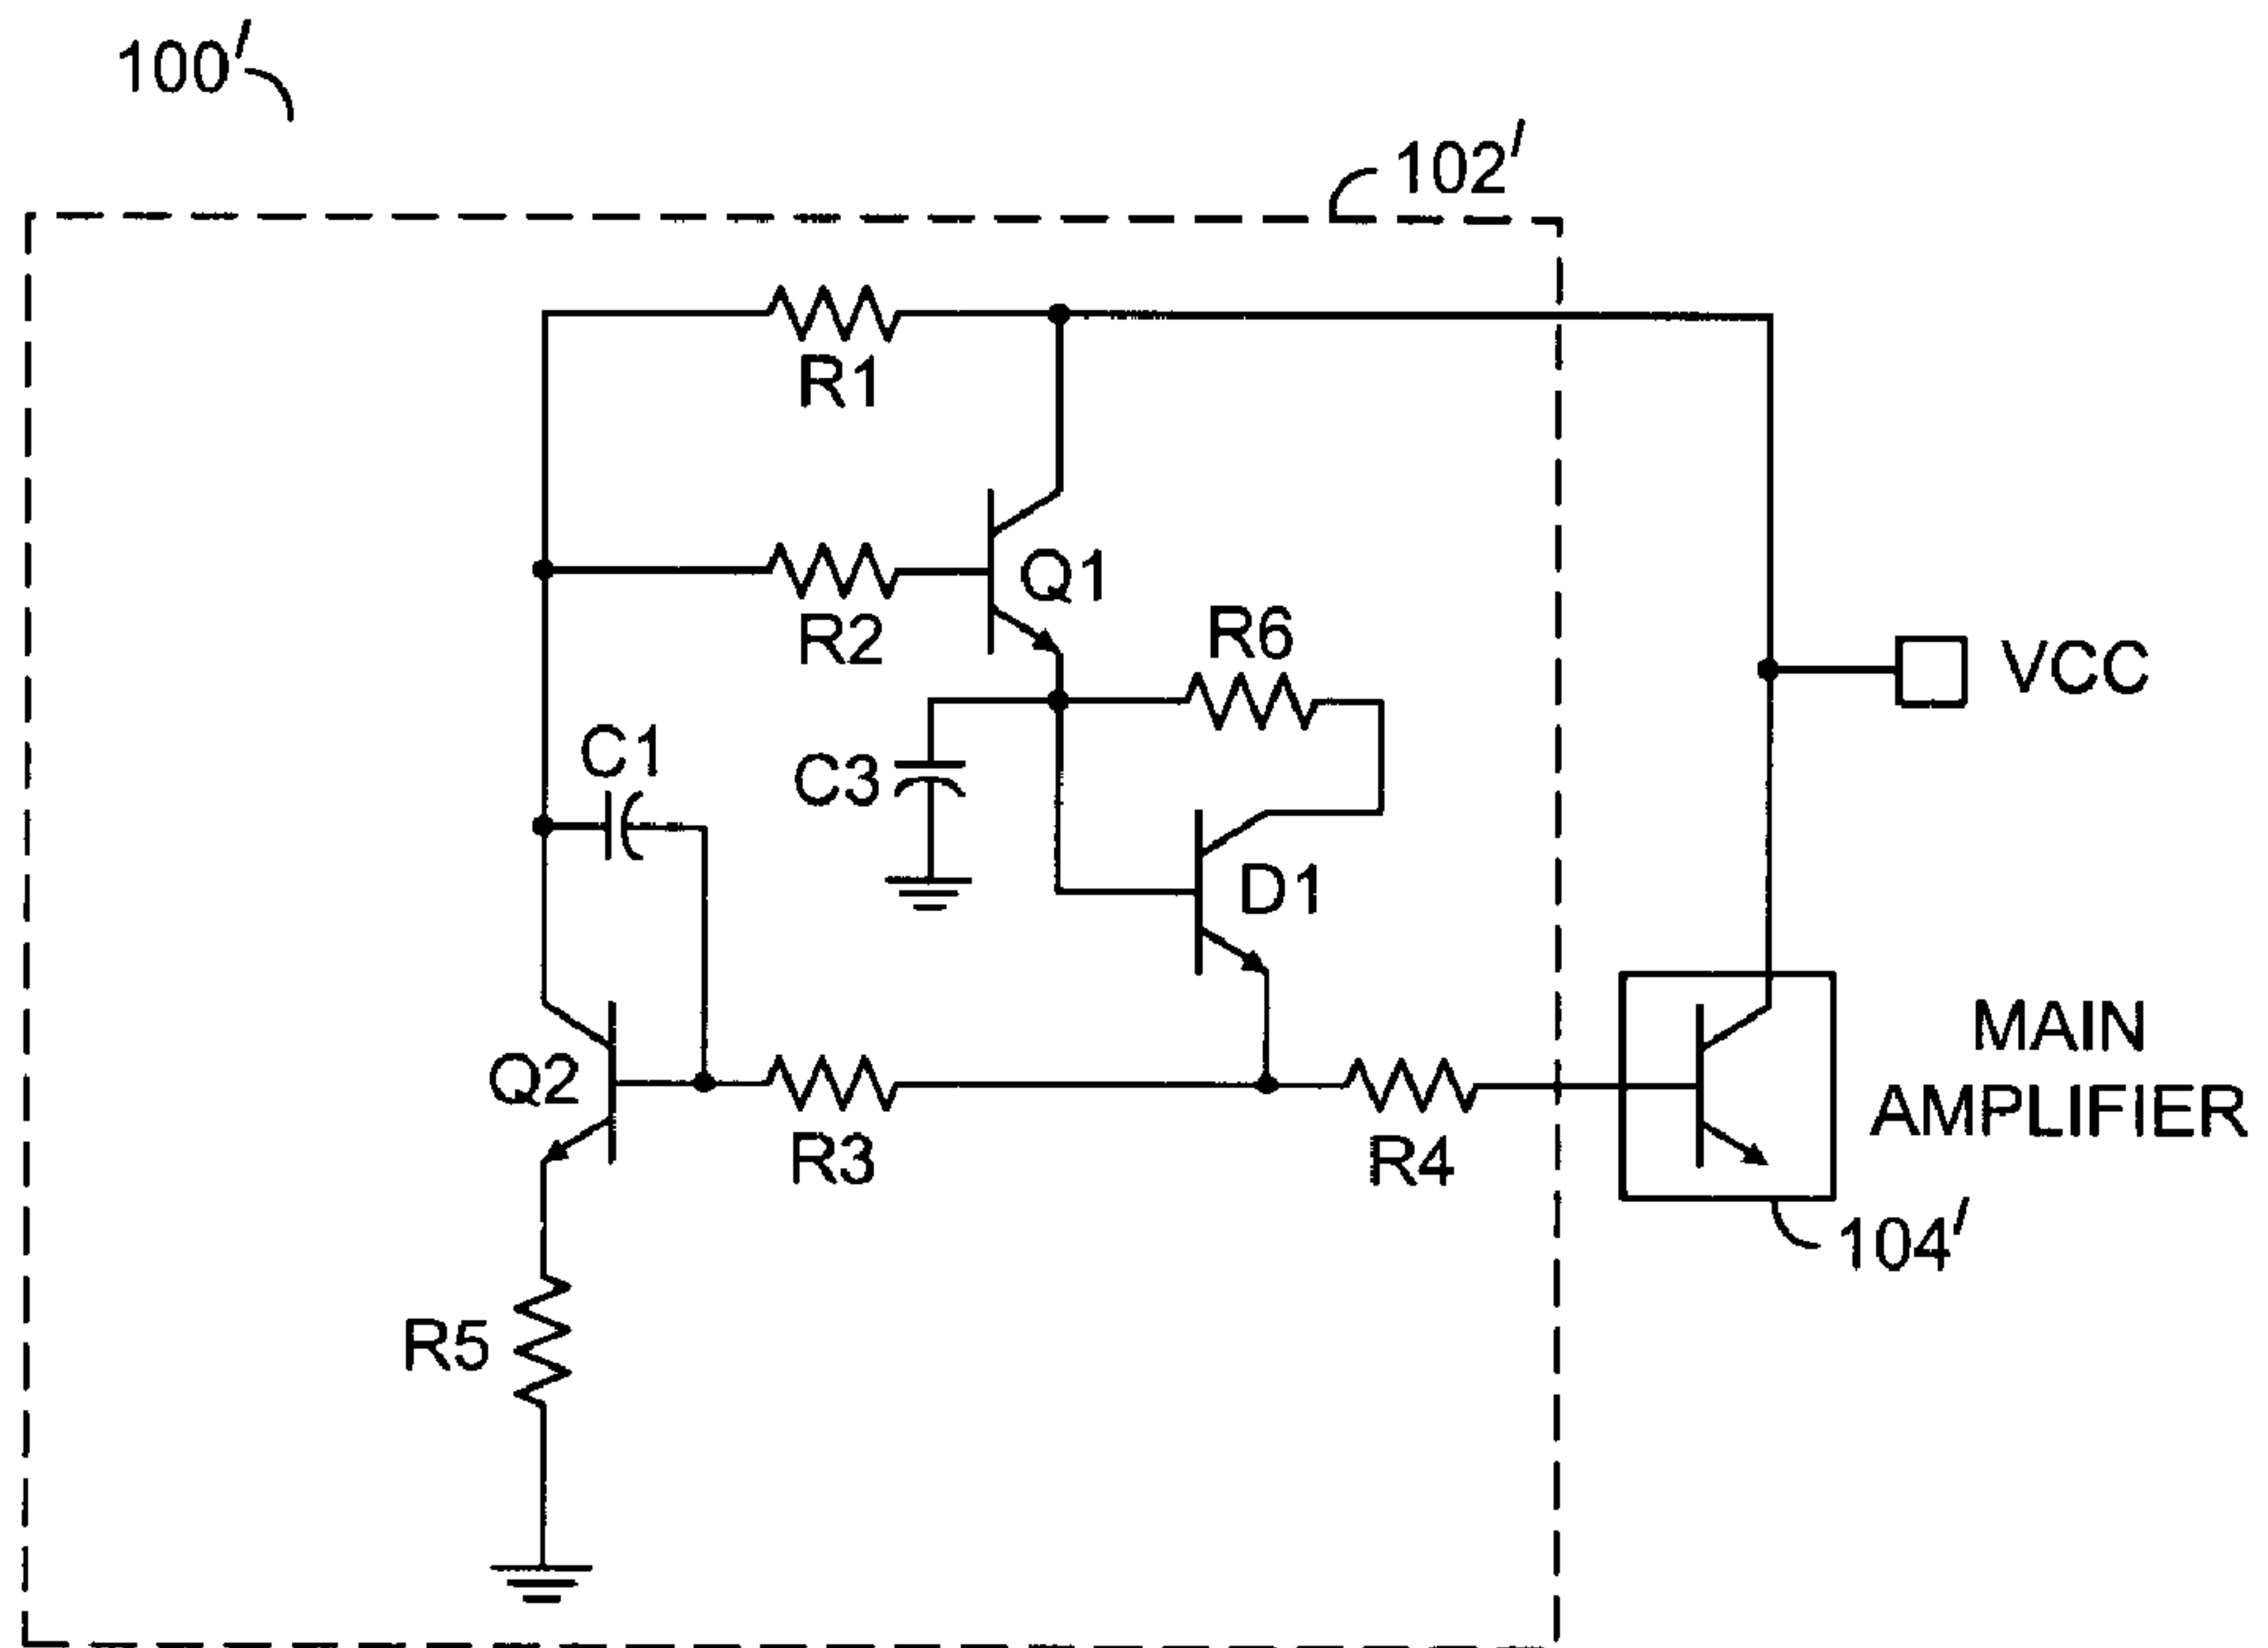 100'
102'
R1
Q1
R2
R6
VCC
C1
C3
D1
Q2
R3
R4
MAIN
AMPLIFIER
104'
R5